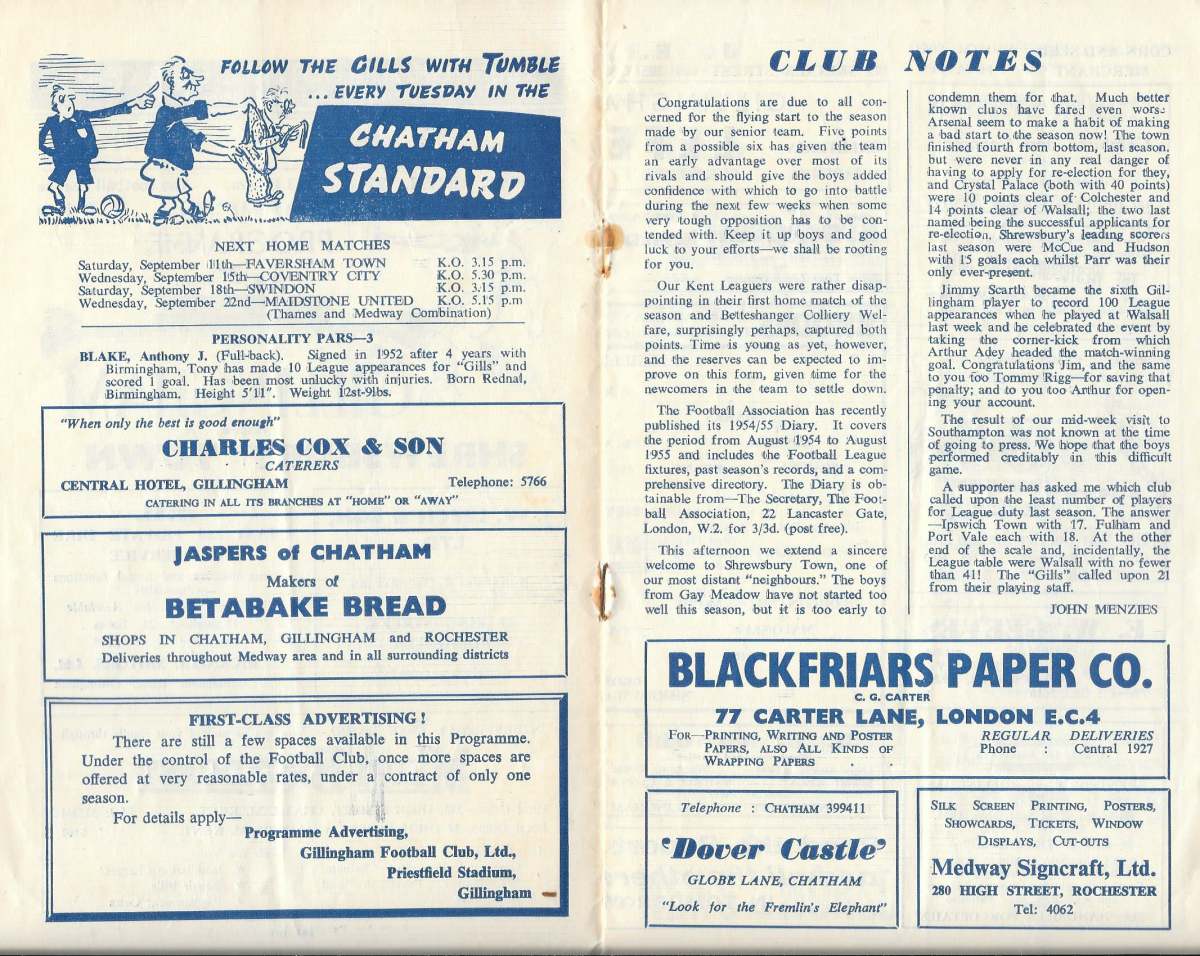 FOLLOW THE GILLS WITH TUMBLE
... EVERY TUESDAY IN THE
CHATHAM
STANDARD
NEXT HOME MATCHES
Saturday, September 11th—FAVERSHAM TOWN K.O. 3.15 p.m.
Wednesday, September 15th—COVENTRY CITY K.O. 5.30 p.m.
Saturday, September 18th—SWINDON K.O. 3.15 p.m.
Wednesday, September 22nd—MAIDSTONE UNITED K.O. 5.15 p.m
(Thames and Medway Combination)
PERSONALITY PARS—3
BLAKE, Anthony J. (Full-back). Signed in 1952 after 4 years with
Birmingham, Tony has made 10 League appearances for "Gills" and
scored 1 goal. Has been most unlucky with injuries. Born Rednal,
Birmingham. Height 5'11". Weight 12st-9lbs.
"When only the best is good enough"
CHARLES COX & SON
CATERERS
CENTRAL HOTEL, GILLINGHAM Telephone: 5766
CATERING IN ALL ITS BRANCHES AT "HOME" OR "AWAY"
JASPERS of CHATHAM
Makers of
BETABAKE BREAD
SHOPS IN CHATHAM, GILLINGHAM and ROCHESTER
Deliveries throughout Medway area and in all surrounding districts
FIRST-CLASS ADVERTISING!
There are still a few spaces available in this Programme.
Under the control of the Football Club, once more spaces are
offered at very reasonable rates, under a contract of only one
season.
For details apply—
Programme Advertising,
Gillingham Football Club, Ltd.,
Priestfield Stadium,
Gillingham
CLUB NOTES
Congratulations are due to all con-
cerned for the flying start to the season
made by our senior team. Five points
from a possible six has given the team
an early advantage over most of its
rivals and should give the boys added
confidence with which to go into battle
during the next few weeks when some
very tough opposition has to be con-
tended with. Keep it up boys and good
luck to your efforts—we shall be rooting
for you.
Our Kent Leaguers were rather disap-
pointing in their first home match of the
season and Betteshanger Colliery Wel-
fare, surprisingly perhaps, captured both
points. Time is young as yet, however,
and the reserves can be expected to im-
prove on this form, given time for the
newcomers in the team to settle down.
The Football Association has recently
published its 1954/55 Diary. It covers
the period from August 1954 to August
1955 and includes the Football League
fixtures, past season's records, and a com-
prehensive directory. The Diary is ob-
tainable from—The Secretary, The Foot-
ball Association, 22 Lancaster Gate,
London, W.2. for 3/3d. (post free).
This afternoon we extend a sincere
welcome to Shrewsbury Town, one of
our most distant "neighbours." The boys
from Gay Meadow have not started too
well this season, but it is too early to
condemn them for that. Much better
known clubs have fared even worse
Arsenal seem to make a habit of making
a bad start to the season now! The town
finished fourth from bottom, last season.
but were never in any real danger of
having to apply for re-election for they,
and Crystal Palace (both with 40 points)
were 10 points clear of Colchester and
14 points clear of Walsall; the two last
named being the successful applicants for
re-election. Shrewsbury's leading scorers
last season were McCue and Hudson
with 15 goals each whilst Parr was their
only ever-present.
Jimmy Scarth became the sixth Gil-
lingham player to record 100 League
appearances when he played at Walsall
last week and he celebrated the event by
taking the corner-kick from which
Arthur Adey headed the match-winning
goal. Congratulations Jim, and the same
to you too Tommy Rigg—for saving that
penalty; and to you too Arthur for open-
ing your account.
The result of our mid-week visit to
Southampton was not known at the time
of going to press. We hope that the boys
performed creditably in this difficult
game.
A supporter has asked me which club
called upon the least number of players
for League duty last season. The answer
—Ipswich Town with 17. Fulham and
Port Vale each with 18. At the other
end of the scale and, incidentally, the
League table were Walsall with no fewer
than 41! The "Gills" called upon 21
from their playing staff.
JOHN MENZIES
BLACKFRIARS PAPER CO.
C. G. CARTER
77 CARTER LANE, LONDON E.C.4
FOR—PRINTING, WRITING AND POSTER REGULAR DELIVERIES
PAPERS, ALSO ALL KINDS OF Phone : Central 1927
WRAPPING PAPERS . .
Telephone : CHATHAM 399411
'Dover Castle'
GLOBE LANE, CHATHAM
"Look for the Fremlin's Elephant"
SILK SCREEN PRINTING, POSTERS,
SHOWCARDS, TICKETS, WINDOW
DISPLAYS, CUT-OUTS
Medway Signcraft, Ltd.
280 HIGH STREET, ROCHESTER
Tel: 4062